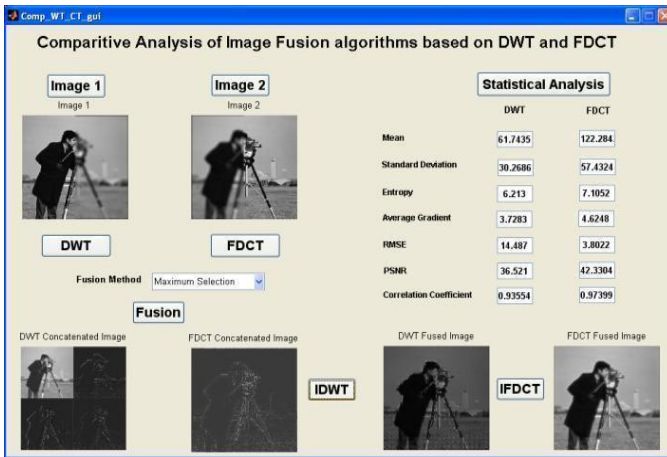 Comp_WT_CT_gui
Comparitive Analysis of Image Fusion algorithms based on DWT and FDCT
Image 1
Image 2
Image 1
Image 2
DWT
FDCT
Fusion Method
Maximum Selection
Fusion
Statistical Analysis
DWT FDCT
Mean 61.7435 122.284
Standard Deviation 30.2686 57.4324
Entropy 6.213 7.1052
Average Gradient 3.7283 4.6248
RMSE 14.487 3.8022
PSNR 36.521 42.3304
Correlation Coefficient 0.93554 0.97399
DWT Concatenated Image
FDCT Concatenated Image
IDWT
DWT Fused Image
IFDCT
FDCT Fused Image